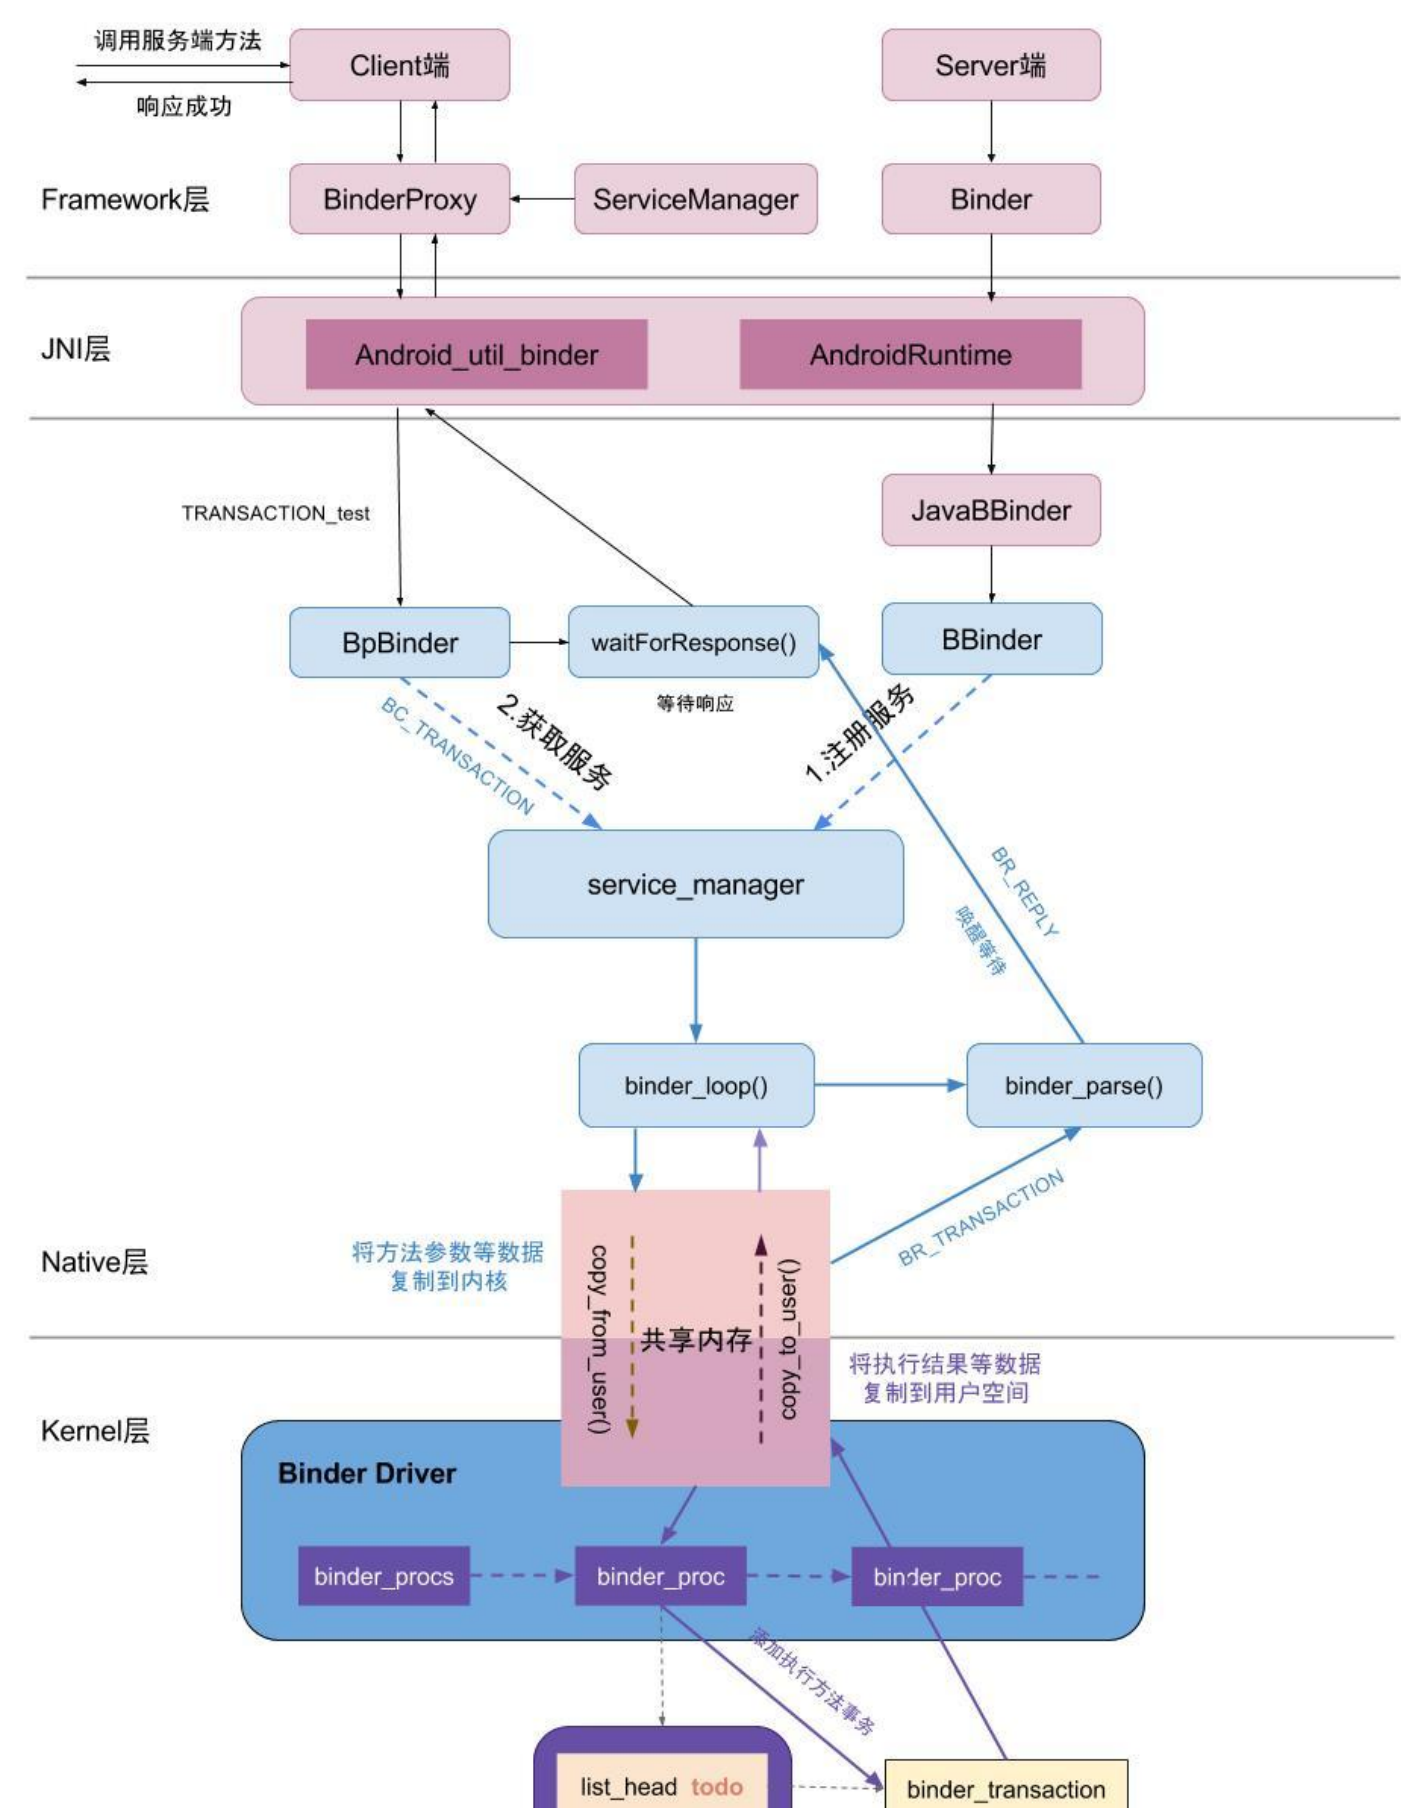 调用服务端方法
Client端
Server端
响应成功
Framework层
BinderProxy
ServiceManager
Binder
JNI层
Android_util_binder
AndroidRuntime
TRANSACTION_test
JavaBBinder
BpBinder
waitForResponse()
BBinder
等待响应
BC_TRANSACTION
2.获取服务
1.注册服务
service_manager
BR_REPLY
唤醒等待
binder_loop()
binder_parse()
BR_TRANSACTION
Native层
将方法参数等数据
复制到内核
copy_from_user()
共享内存
copy_to_user()
将执行结果等数据
复制到用户空间
Kernel层
Binder Driver
binder_procs
binder_proc
binder_proc
添加执行方法事务
list_head todo
binder_transaction